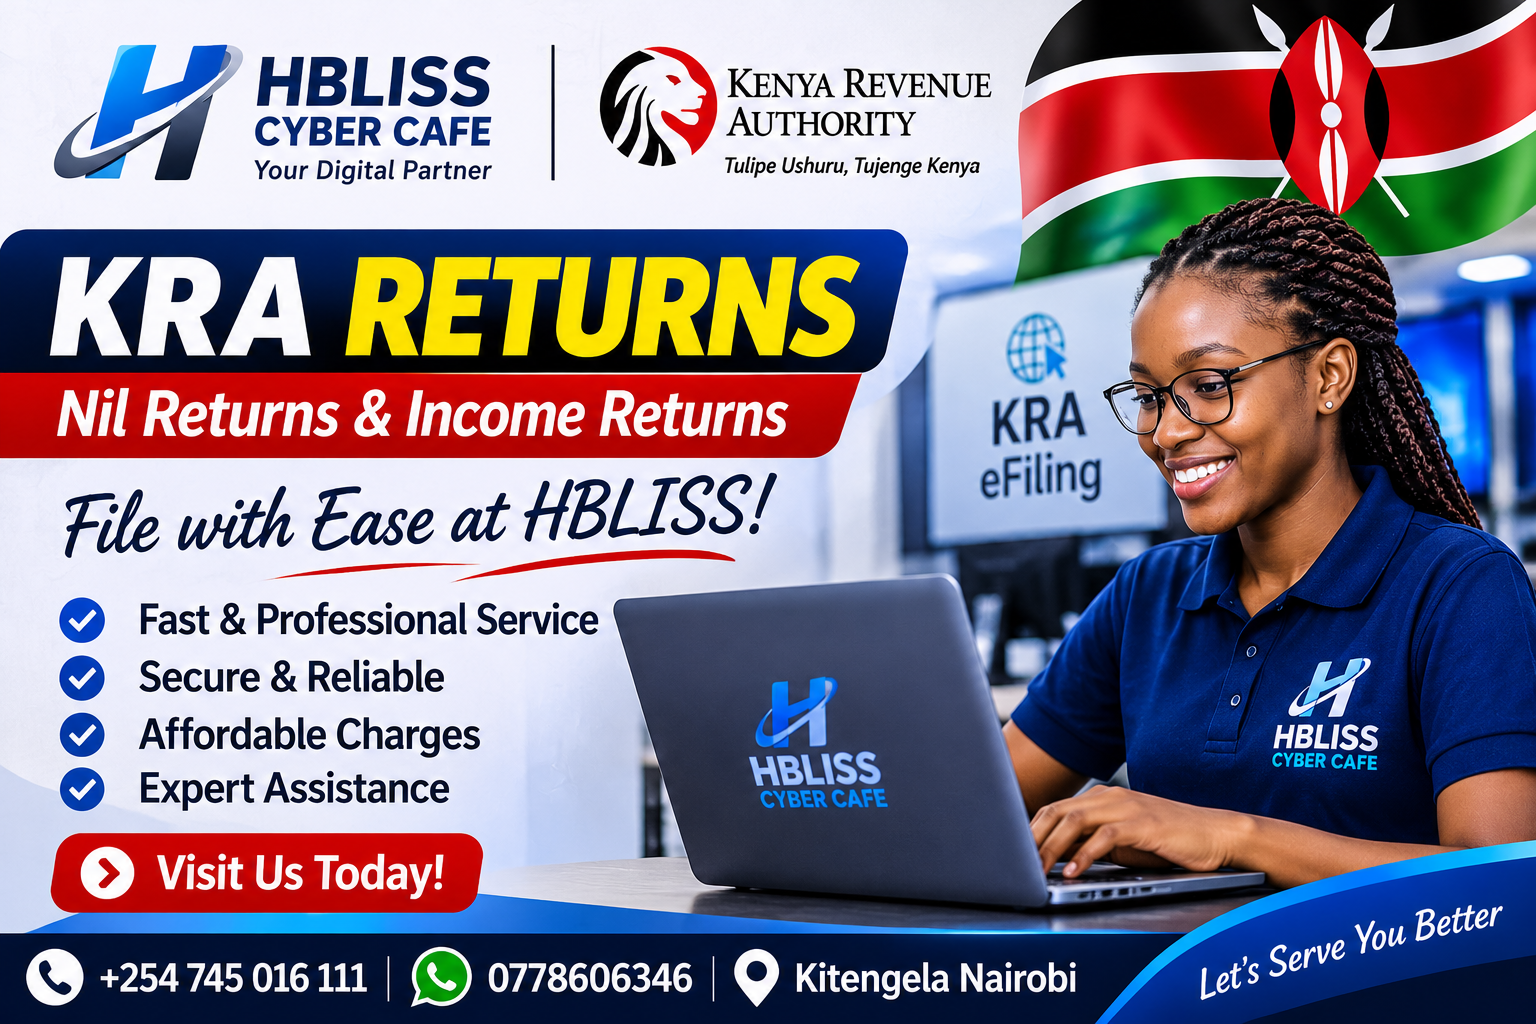 HBLISS
CYBER CAFE
Your Digital Partner
KENYA REVENUE
AUTHORITY
Tulipe Ushuru, Tujenge Kenya
KRA RETURNS
Nil Returns & Income Returns
File with Ease at HBLISS!
Fast & Professional Service
Secure & Reliable
Affordable Charges
Expert Assistance
Visit Us Today!
KRA
eFiling
HBLISS
CYBER CAFE
HBLISS
CYBER CAFE
+254 745 016 111
0778606346
Kitengela Nairobi
Let's Serve You Better